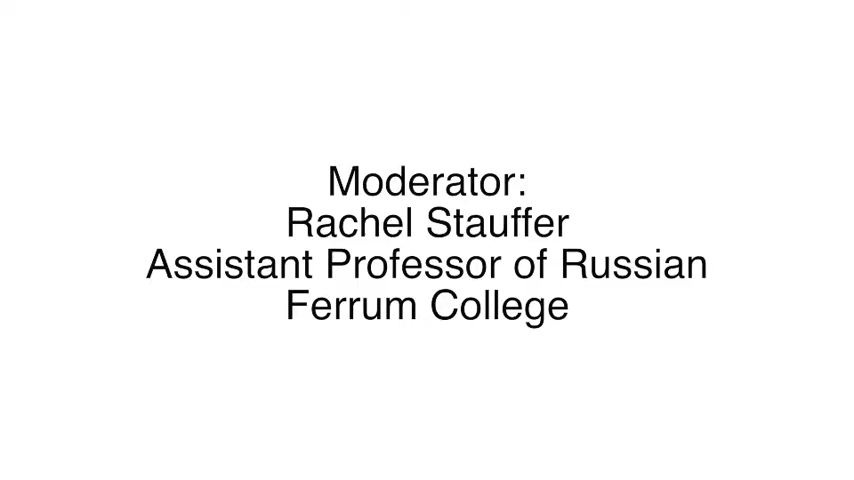 Moderator:
Rachel Stauffer
Assistant Professor of Russian
Ferrum College